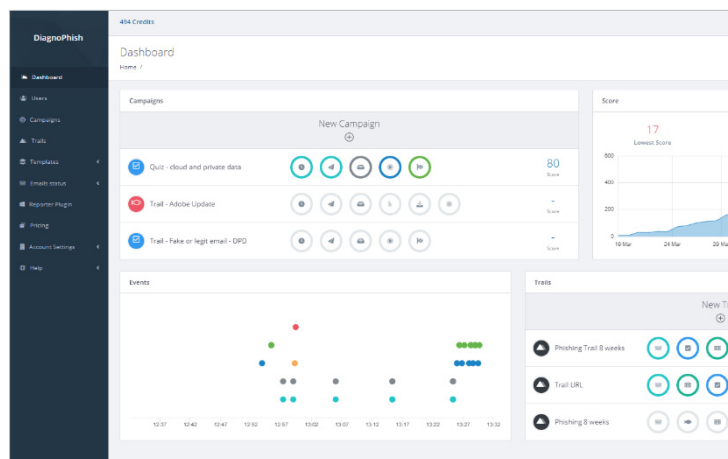 494 Credits
DiagnoPhish
Dashboard
Home /
Dashboard
Users
Campaigns
Trails
Templates
Emails status
Reporter Plugin
Pricing
Account Settings
Help
Campaigns
New Campaign
Quiz - cloud and private data
80
Score
Trail - Adobe Update
-
Score
Trail - Fake or legit email - DPD
-
Score
Score
17
Lowest Score
600
400
200
0
19 Mar 24 Mar 29 Mar
Events
12:37 12:42 12:47 12:52 12:57 13:02 13:07 13:12 13:17 13:22 13:27 13:32
Trails
New Tr
Phishing Trail 8 weeks
Trail URL
Phishing 8 weeks